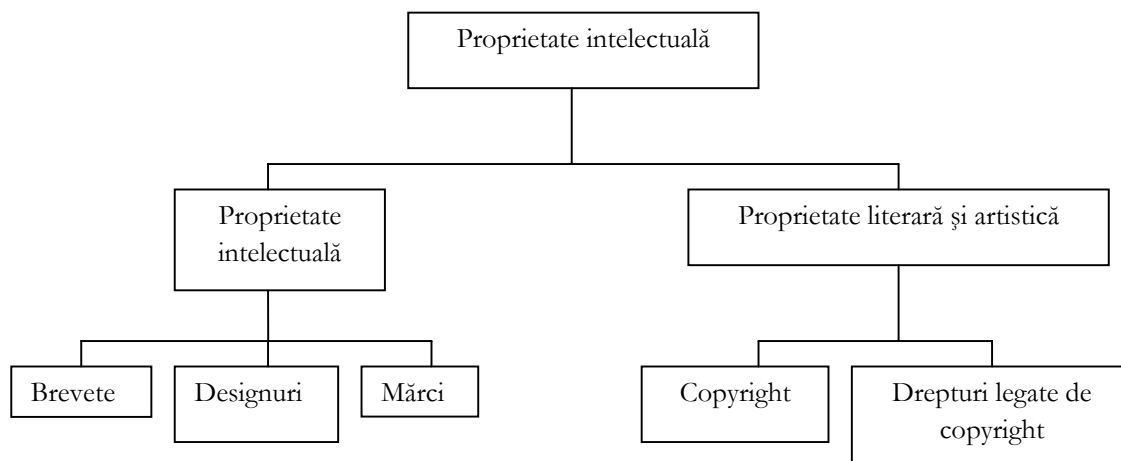 Proprietate intelectuală
Proprietate
intelectuală
Proprietate literară şi artistică
Brevete
Designuri
Mărci
Copyright
Drepturi legate de
copyright